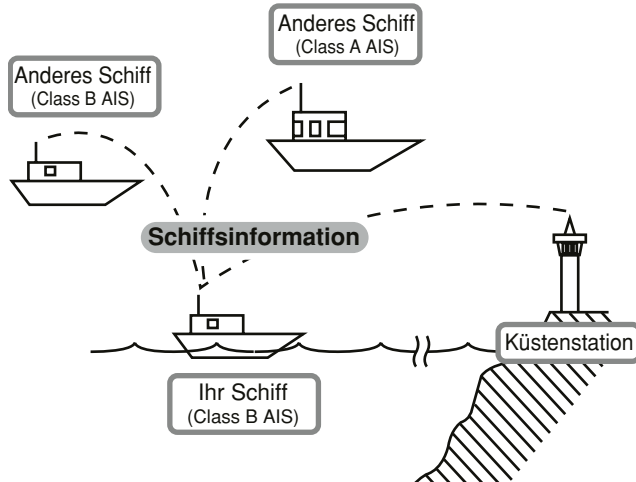 Anderes Schiff
(Class A AIS)
Anderes Schiff
(Class B AIS)
Schiffsinformation
Küstenstation
Ihr Schiff
(Class B AIS)